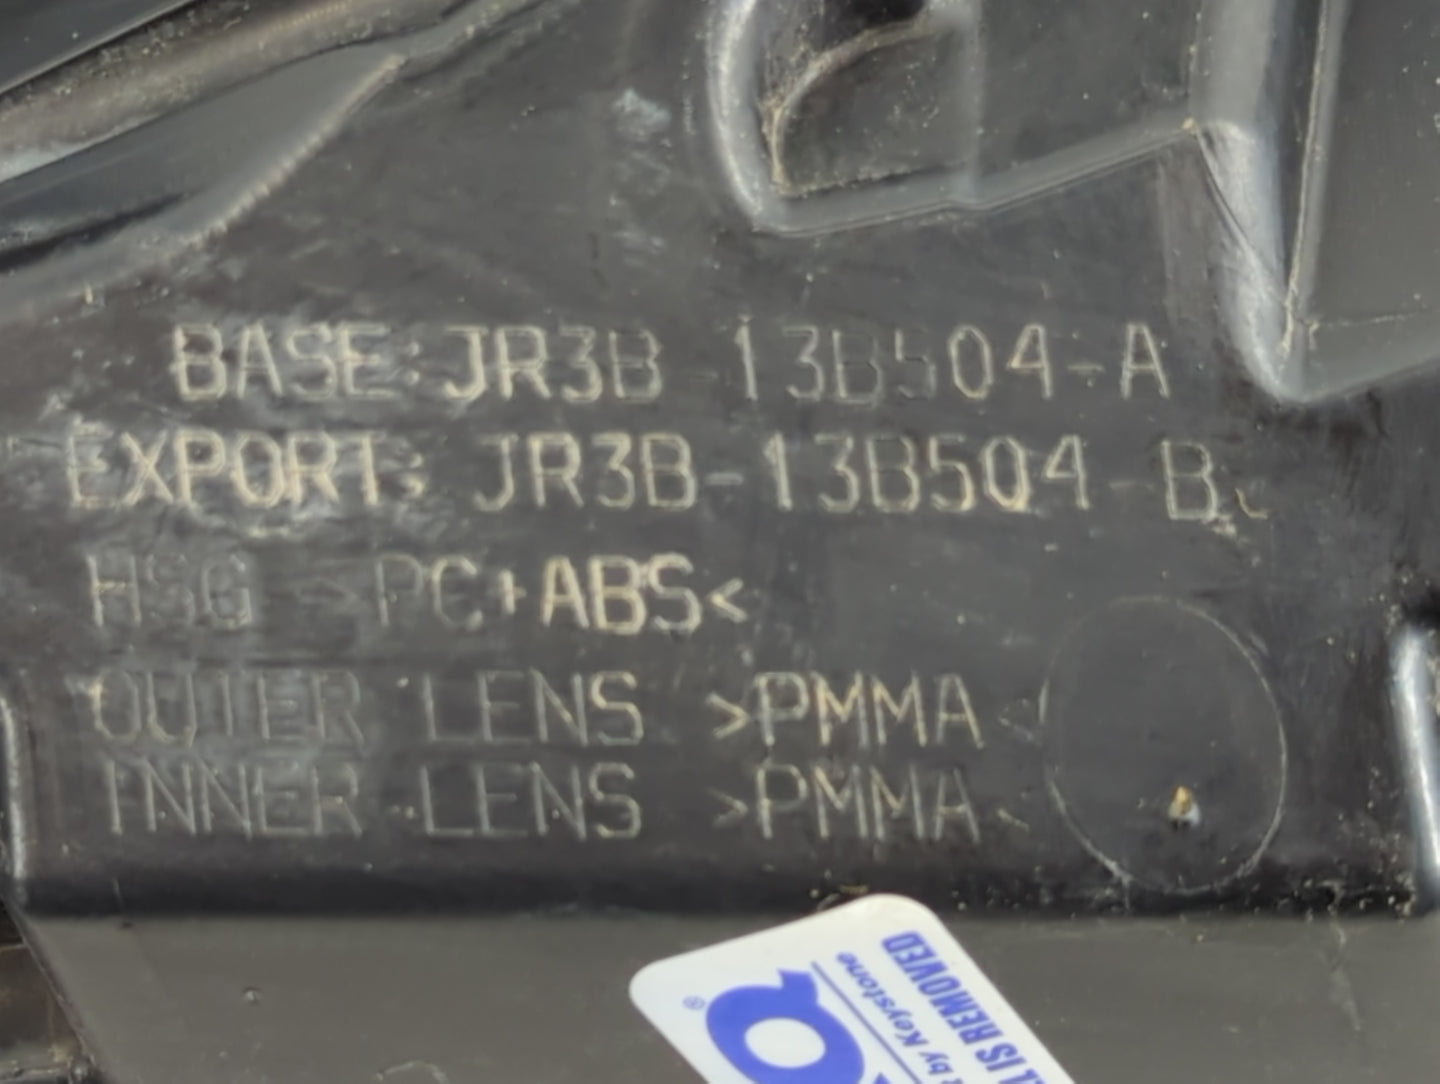 BASE: JR3B-13B504-A
EXPORT: JR3B-13B504-B
HSG >PC+ABS<
OUTER LENS >PMMA<
INNER LENS >PMMA<
IS REMOVED
by Keystone
®